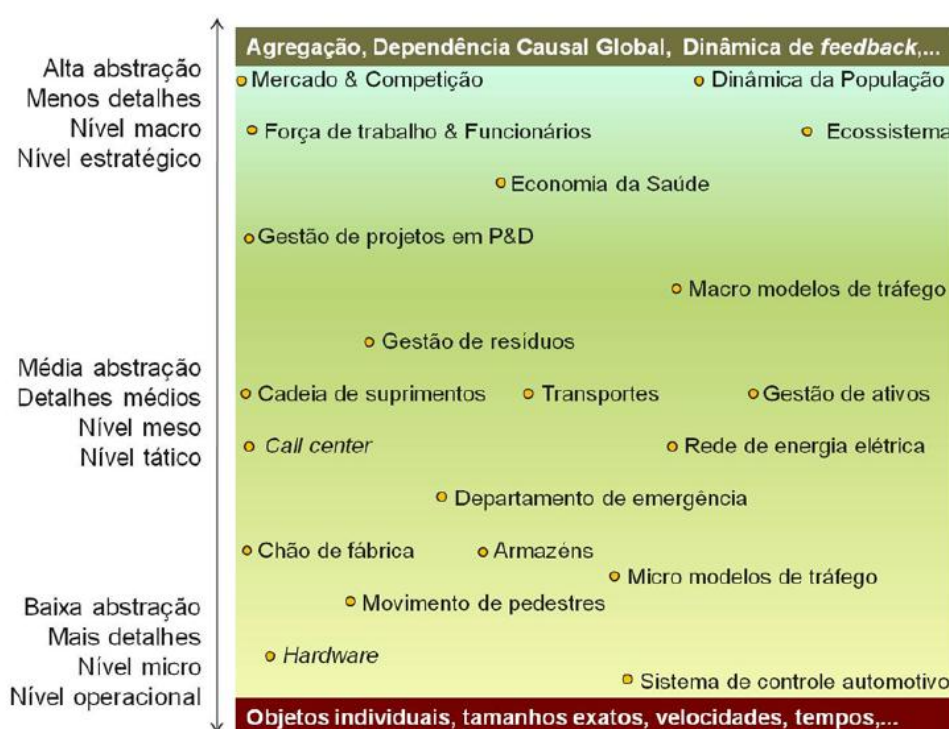 Agregação, Dependência Causal Global, Dinâmica de feedback,...
Alta abstração
Menos detalhes
Nível macro
Nível estratégico
Mercado & Competição
Dinâmica da População
Força de trabalho & Funcionários
Ecossistema
Economia da Saúde
Gestão de projetos em P&D
Macro modelos de tráfego
Gestão de resíduos
Média abstração
Detalhes médios
Nível meso
Nível tático
Cadeia de suprimentos
Transportes
Gestão de ativos
Call center
Rede de energia elétrica
Departamento de emergência
Chão de fábrica
Armazéns
Micro modelos de tráfego
Movimento de pedestres
Baixa abstração
Mais detalhes
Nível micro
Nível operacional
Hardware
Sistema de controle automotivo
Objetos individuais, tamanhos exatos, velocidades, tempos,...